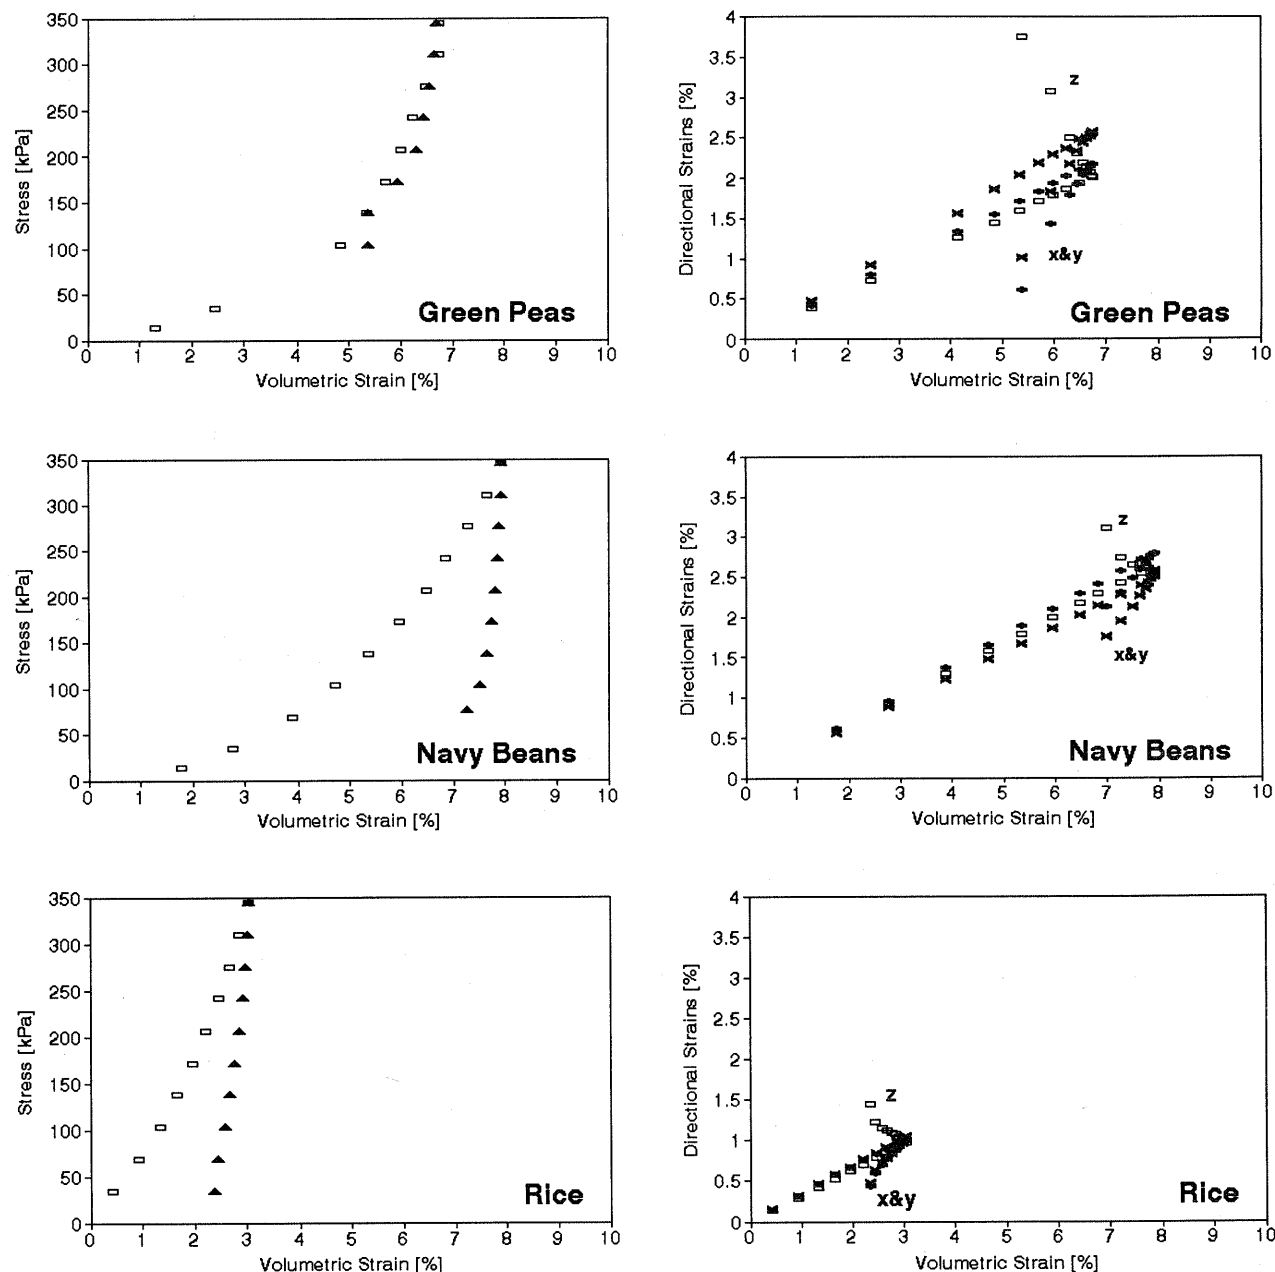 350
300
250
200
150
100
50
0
Stress [kPa]
Green Peas
0 1 2 3 4 5 6 7 8 9 10
Volumetric Strain [%]
4
3.5
3
2.5
2
1.5
1
0.5
0
Directional Strains [%]
z
x&y
Green Peas
0 1 2 3 4 5 6 7 8 9 10
Volumetric Strain [%]
350
300
250
200
150
100
50
0
Stress [kPa]
Navy Beans
0 1 2 3 4 5 6 7 8 9 10
Volumetric Strain [%]
4
3.5
3
2.5
2
1.5
1
0.5
0
Directional Strains [%]
z
x&y
Navy Beans
0 1 2 3 4 5 6 7 8 9 10
Volumetric Strain [%]
350
300
250
200
150
100
50
0
Stress [kPa]
Rice
0 1 2 3 4 5 6 7 8 9 10
Volumetric Strain [%]
4
3.5
3
2.5
2
1.5
1
0.5
0
Directional Strains [%]
z
x&y
Rice
0 1 2 3 4 5 6 7 8 9 10
Volumetric Strain [%]